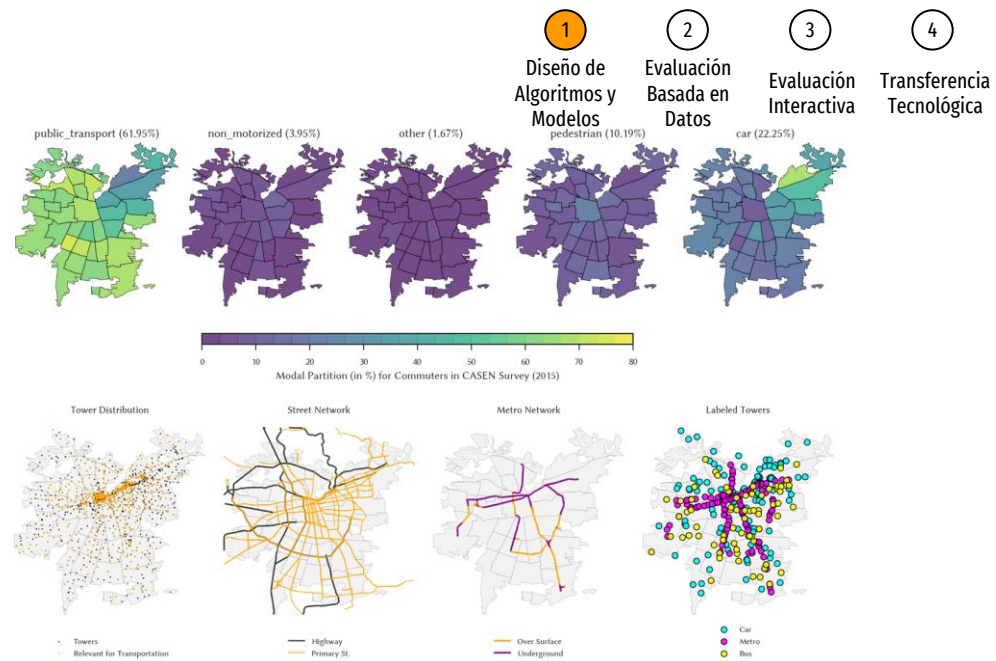 1
2
3
4
Diseño de
Algoritmos y
Modelos
Evaluación
Basada en
Datos
Evaluación
Interactiva
Transferencia
Tecnológica
public_transport (61.95%)
non_motorized (3.95%)
other (1.67%)
pedestrian (10.19%)
car (22.25%)
0 10 20 30 40 50 60 70 80
Modal Partition (in %) for Commuters in CASEN Survey (2015)
Tower Distribution
Street Network
Metro Network
Labeled Towers
Towers
Relevant for Transportation
Highway
Primary St.
Over Surface
Underground
Car
Metro
Bus